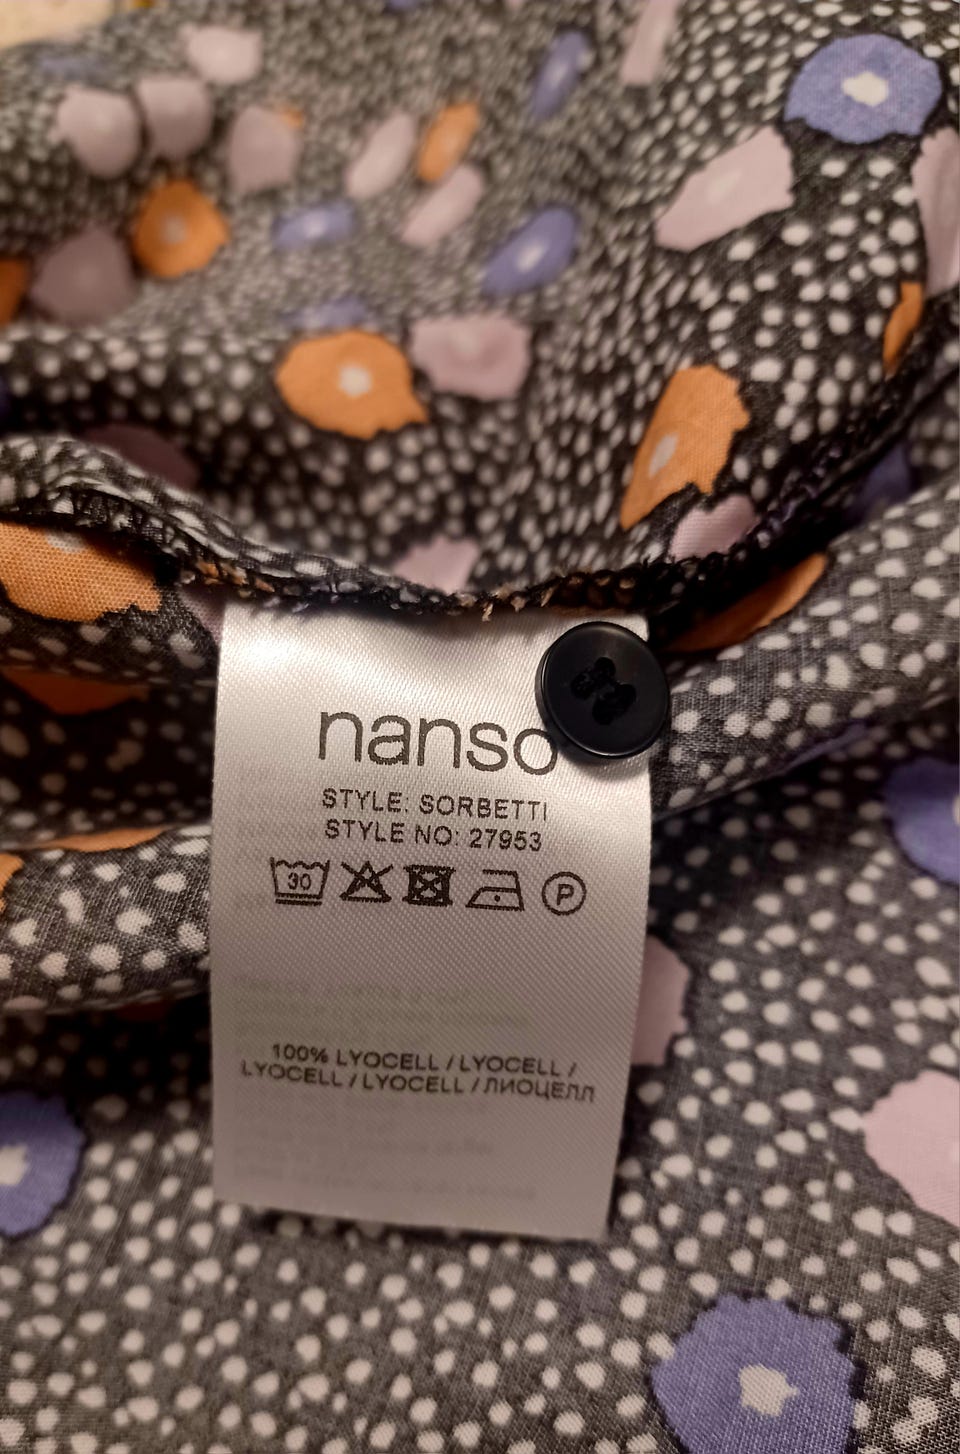 nanso
STYLE: SORBETTI
STYLE NO: 27953
30 P
100% LYOCELL / LYOCELL /
LYOCELL / LYOCELL / ЛИОЦЕЛЛ